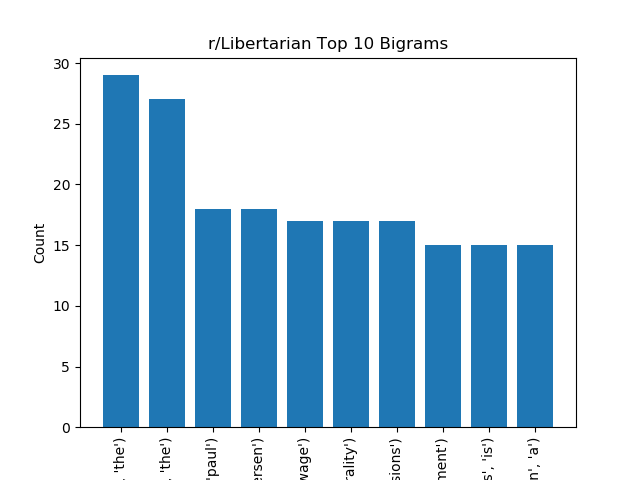 r/Libertarian Top 10 Bigrams
30
25
20
15
10
5
0
Count
'the')
'the')
'paul')
ersen')
wage')
rality')
sions')
ment')
s', 'is')
n', 'a')